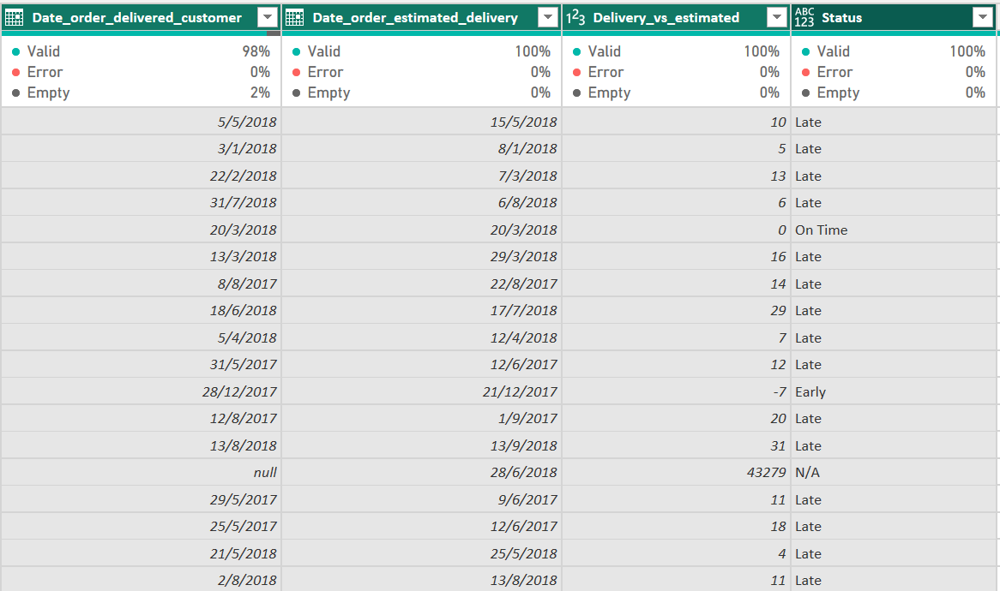 Date_order_delivered_customer Date_order_estimated_delivery 123 Delivery_vs_estimated ABC 123 Status
Valid 98% Valid 100% Valid 100% Valid 100%
Error 0% Error 0% Error 0% Error 0%
Empty 2% Empty 0% Empty 0% Empty 0%
5/5/2018 15/5/2018 10 Late
3/1/2018 8/1/2018 5 Late
22/2/2018 7/3/2018 13 Late
31/7/2018 6/8/2018 6 Late
20/3/2018 20/3/2018 0 On Time
13/3/2018 29/3/2018 16 Late
8/8/2017 22/8/2017 14 Late
18/6/2018 17/7/2018 29 Late
5/4/2018 12/4/2018 7 Late
31/5/2017 12/6/2017 12 Late
28/12/2017 21/12/2017 -7 Early
12/8/2017 1/9/2017 20 Late
13/8/2018 13/9/2018 31 Late
null 28/6/2018 43279 N/A
29/5/2017 9/6/2017 11 Late
25/5/2017 12/6/2017 18 Late
21/5/2018 25/5/2018 4 Late
2/8/2018 13/8/2018 11 Late